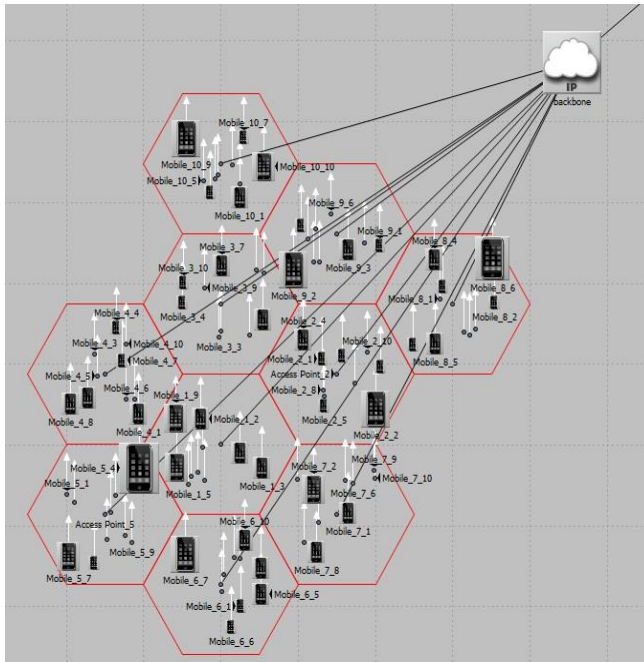 IP
backbone
Mobile_10_7
Mobile_10_9
Mobile_10_10
Mobile_10_5
Mobile_10_1
Mobile_9_6
Mobile_9_1
Mobile_9_3
Mobile_9_2
Mobile_8_4
Mobile_8_6
Mobile_8_1
Mobile_8_2
Mobile_8_5
Mobile_3_7
Mobile_3_10
Mobile_3_9
Mobile_3_4
Mobile_3_3
Mobile_4_4
Mobile_4_3
Mobile_4_10
Mobile_4_7
Mobile_4_5
Mobile_4_6
Mobile_4_8
Mobile_4_1
Mobile_2_4
Mobile_2_10
Mobile_2_1
Access Point_2
Mobile_2_8
Mobile_2_5
Mobile_2_2
Mobile_1_9
Mobile_1_2
Mobile_1_5
Mobile_1_3
Mobile_5_4
Mobile_5_1
Access Point_5
Mobile_5_9
Mobile_5_7
Mobile_7_9
Mobile_7_2
Mobile_7_10
Mobile_7_6
Mobile_7_1
Mobile_7_8
Mobile_6_10
Mobile_6_7
Mobile_6_5
Mobile_6_1
Mobile_6_6